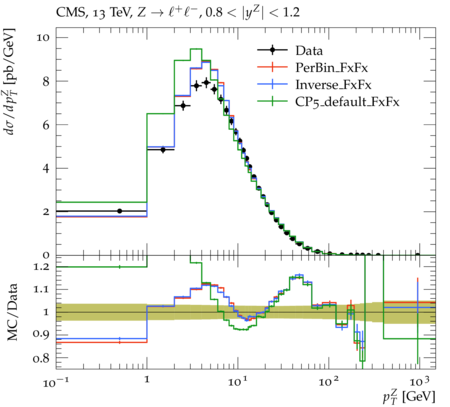 CMS, 13 TeV, Z → ℓ⁺ℓ⁻, 0.8 < |y^Z| < 1.2
dσ/dp_T^Z [pb/GeV]
10
8
6
4
2
0
Data
PerBin_FxFx
Inverse_FxFx
CP5_default_FxFx
MC/Data
1.2
1.1
1
0.9
0.8
10⁻¹ 1 10¹ 10² 10³
p_T^Z [GeV]